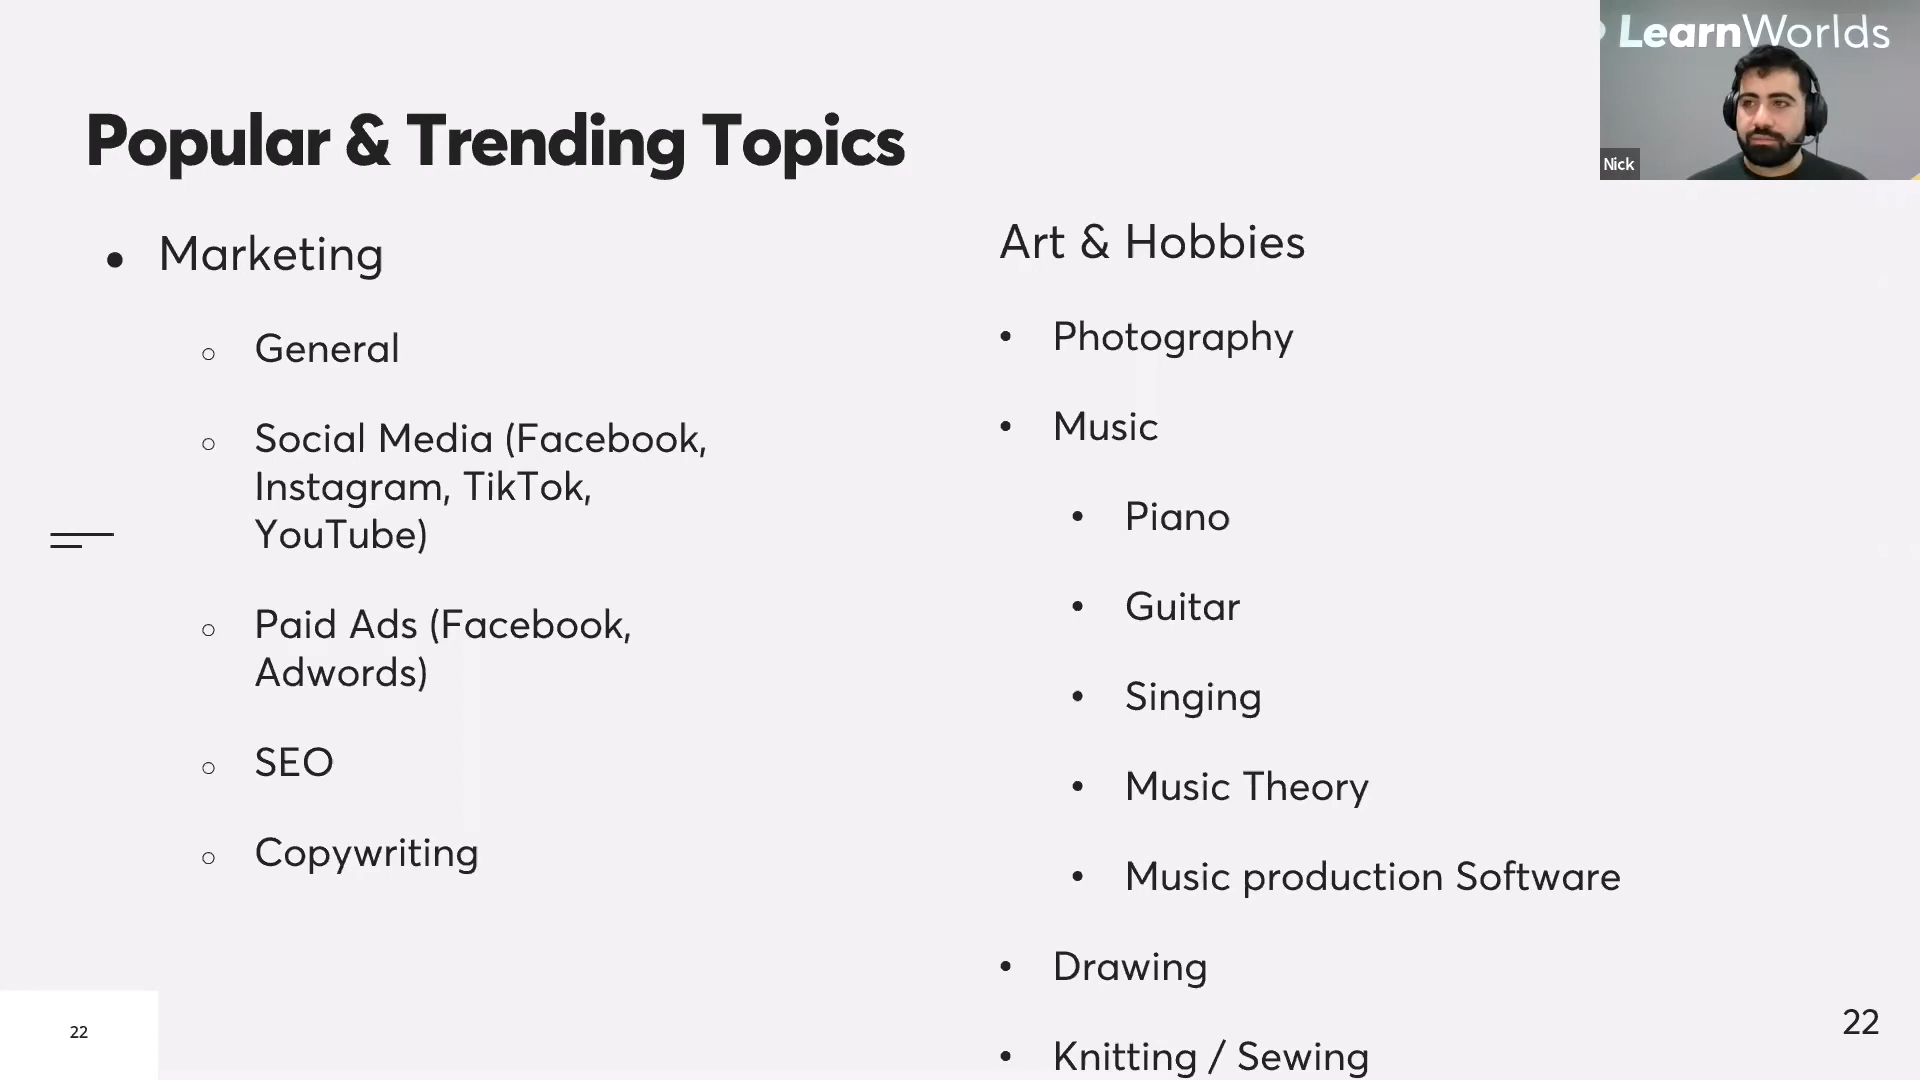 LearnWorlds
Nick
Popular & Trending Topics
• Marketing
○ General
○ Social Media (Facebook,
Instagram, TikTok,
YouTube)
○ Paid Ads (Facebook,
Adwords)
○ SEO
○ Copywriting
Art & Hobbies
• Photography
• Music
• Piano
• Guitar
• Singing
• Music Theory
• Music production Software
• Drawing
• Knitting / Sewing
22
22